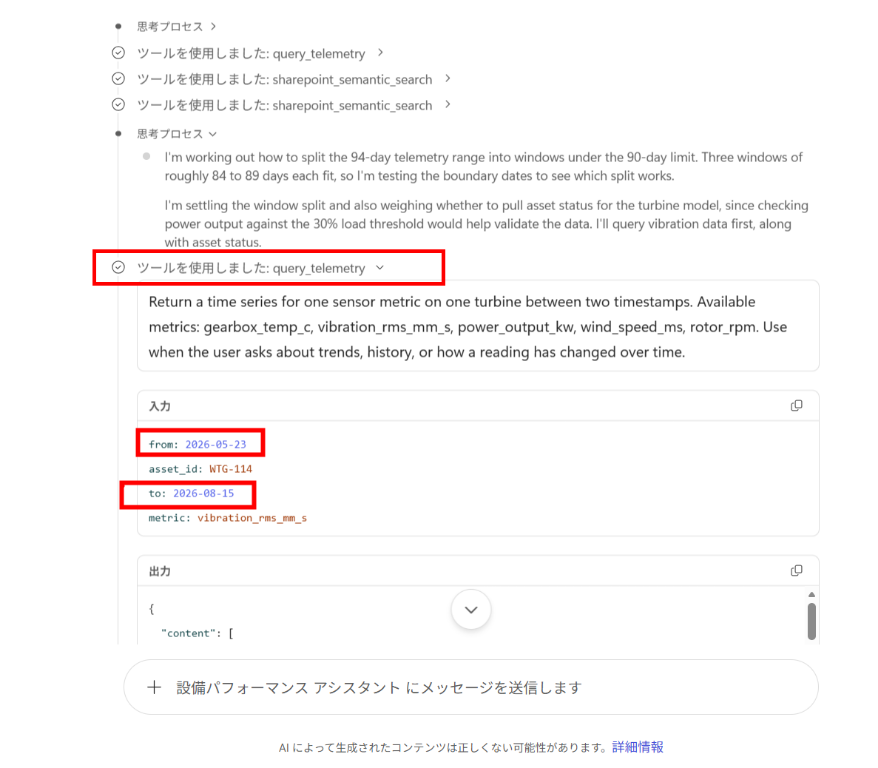 思考プロセス
ツールを使用しました: query_telemetry
ツールを使用しました: sharepoint_semantic_search
ツールを使用しました: sharepoint_semantic_search
思考プロセス
I'm working out how to split the 94-day telemetry range into windows under the 90-day limit. Three windows of
roughly 84 to 89 days each fit, so I'm testing the boundary dates to see which split works.
I'm settling the window split and also weighing whether to pull asset status for the turbine model, since checking
power output against the 30% load threshold would help validate the data. I'll query vibration data first, along
with asset status.
ツールを使用しました: query_telemetry
Return a time series for one sensor metric on one turbine between two timestamps. Available
metrics: gearbox_temp_c, vibration_rms_mm_s, power_output_kw, wind_speed_ms, rotor_rpm. Use
when the user asks about trends, history, or how a reading has changed over time.
入力
from: 2026-05-23
asset_id: WTG-114
to: 2026-08-15
metric: vibration_rms_mm_s
出力
{
"content": [
設備パフォーマンス アシスタント にメッセージを送信します
AI によって生成されたコンテンツは正しくない可能性があります。詳細情報